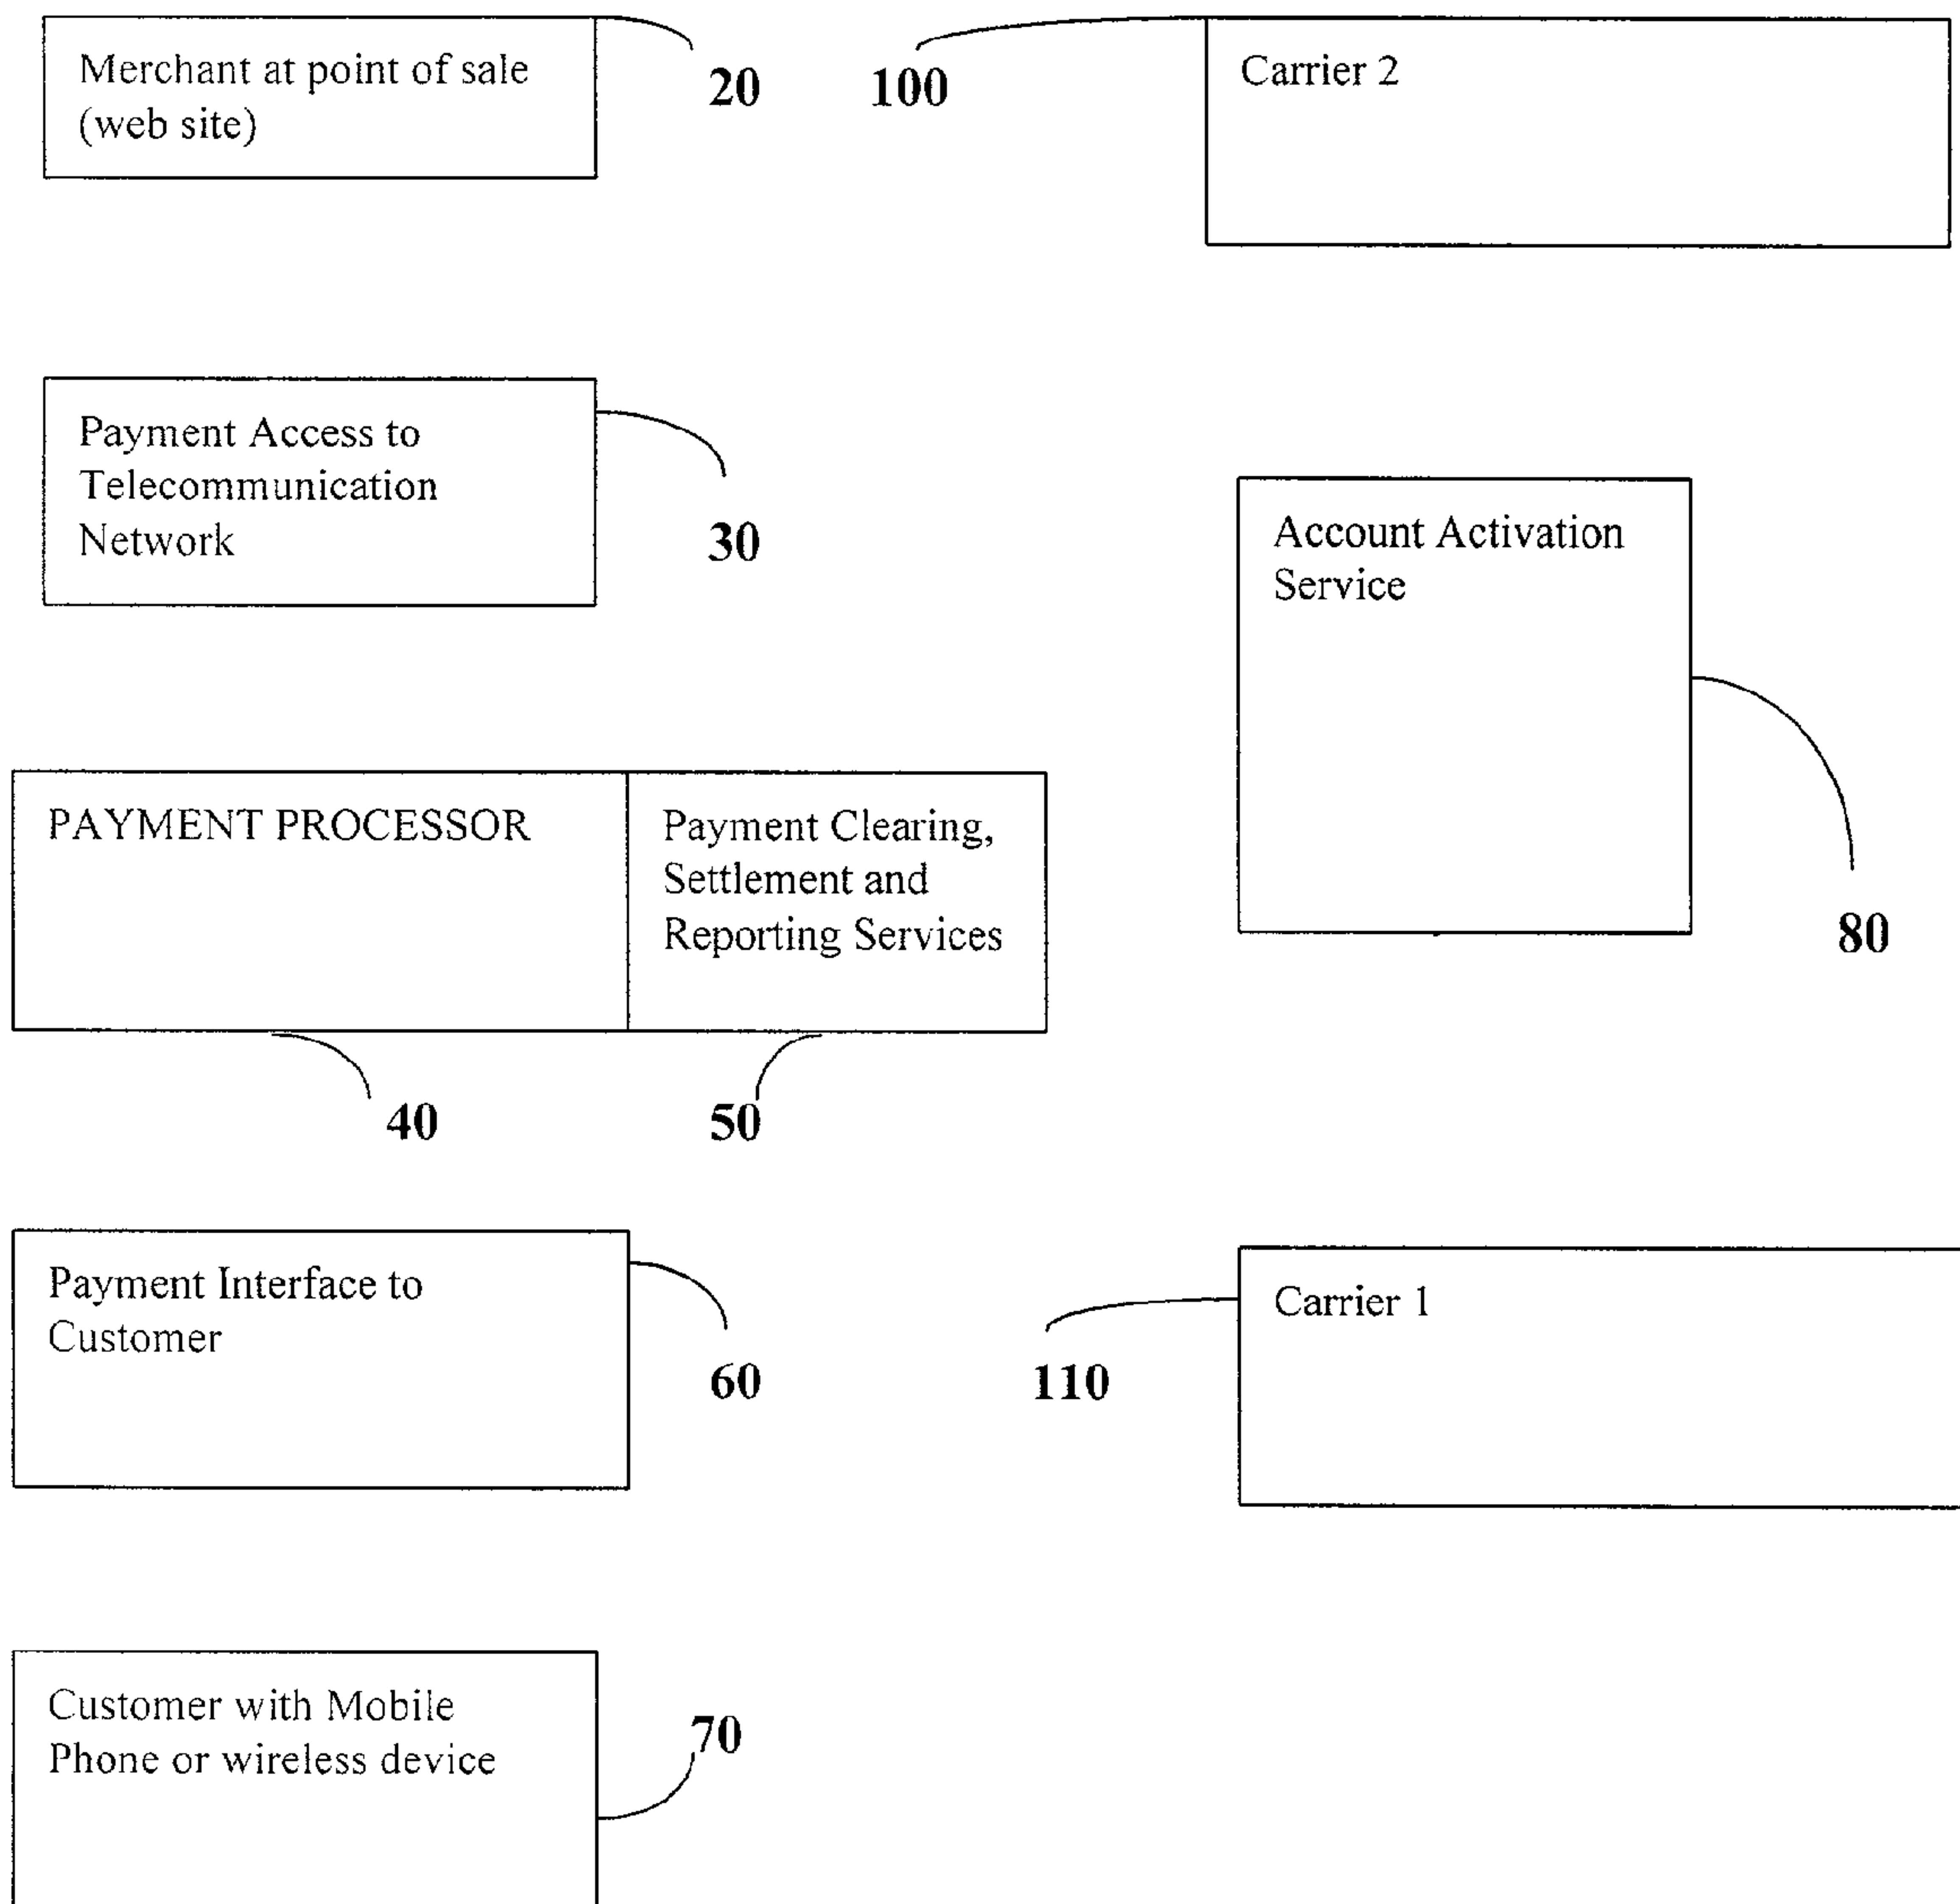 Merchant at point of sale
(web site)
20
100
Carrier 2
Payment Access to
Telecommunication
Network
30
Account Activation
Service
80
PAYMENT PROCESSOR
Payment Clearing,
Settlement and
Reporting Services
40
50
Payment Interface to
Customer
60
110
Carrier 1
Customer with Mobile
Phone or wireless device
70